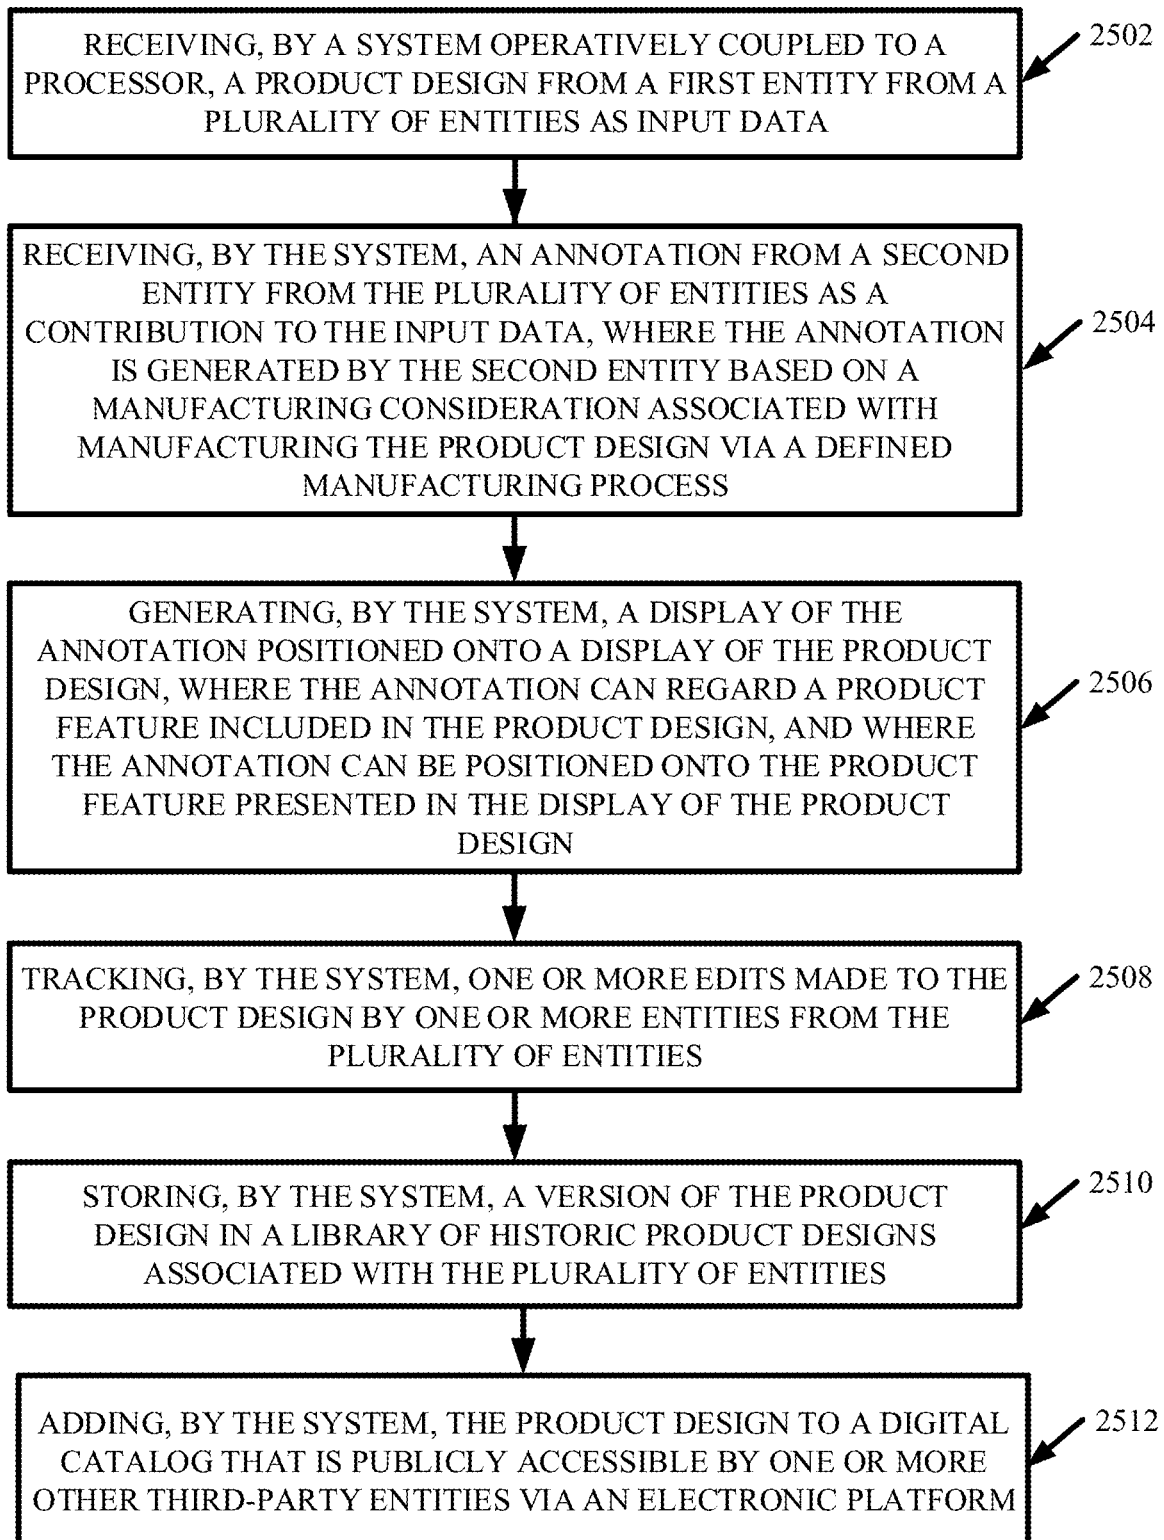 RECEIVING, BY A SYSTEM OPERATIVELY COUPLED TO A
PROCESSOR, A PRODUCT DESIGN FROM A FIRST ENTITY FROM A
PLURALITY OF ENTITIES AS INPUT DATA
2502
RECEIVING, BY THE SYSTEM, AN ANNOTATION FROM A SECOND
ENTITY FROM THE PLURALITY OF ENTITIES AS A
CONTRIBUTION TO THE INPUT DATA, WHERE THE ANNOTATION
IS GENERATED BY THE SECOND ENTITY BASED ON A
MANUFACTURING CONSIDERATION ASSOCIATED WITH
MANUFACTURING THE PRODUCT DESIGN VIA A DEFINED
MANUFACTURING PROCESS
2504
GENERATING, BY THE SYSTEM, A DISPLAY OF THE
ANNOTATION POSITIONED ONTO A DISPLAY OF THE PRODUCT
DESIGN, WHERE THE ANNOTATION CAN REGARD A PRODUCT
FEATURE INCLUDED IN THE PRODUCT DESIGN, AND WHERE
THE ANNOTATION CAN BE POSITIONED ONTO THE PRODUCT
FEATURE PRESENTED IN THE DISPLAY OF THE PRODUCT
DESIGN
2506
TRACKING, BY THE SYSTEM, ONE OR MORE EDITS MADE TO THE
PRODUCT DESIGN BY ONE OR MORE ENTITIES FROM THE
PLURALITY OF ENTITIES
2508
STORING, BY THE SYSTEM, A VERSION OF THE PRODUCT
DESIGN IN A LIBRARY OF HISTORIC PRODUCT DESIGNS
ASSOCIATED WITH THE PLURALITY OF ENTITIES
2510
ADDING, BY THE SYSTEM, THE PRODUCT DESIGN TO A DIGITAL
CATALOG THAT IS PUBLICLY ACCESSIBLE BY ONE OR MORE
OTHER THIRD-PARTY ENTITIES VIA AN ELECTRONIC PLATFORM
2512